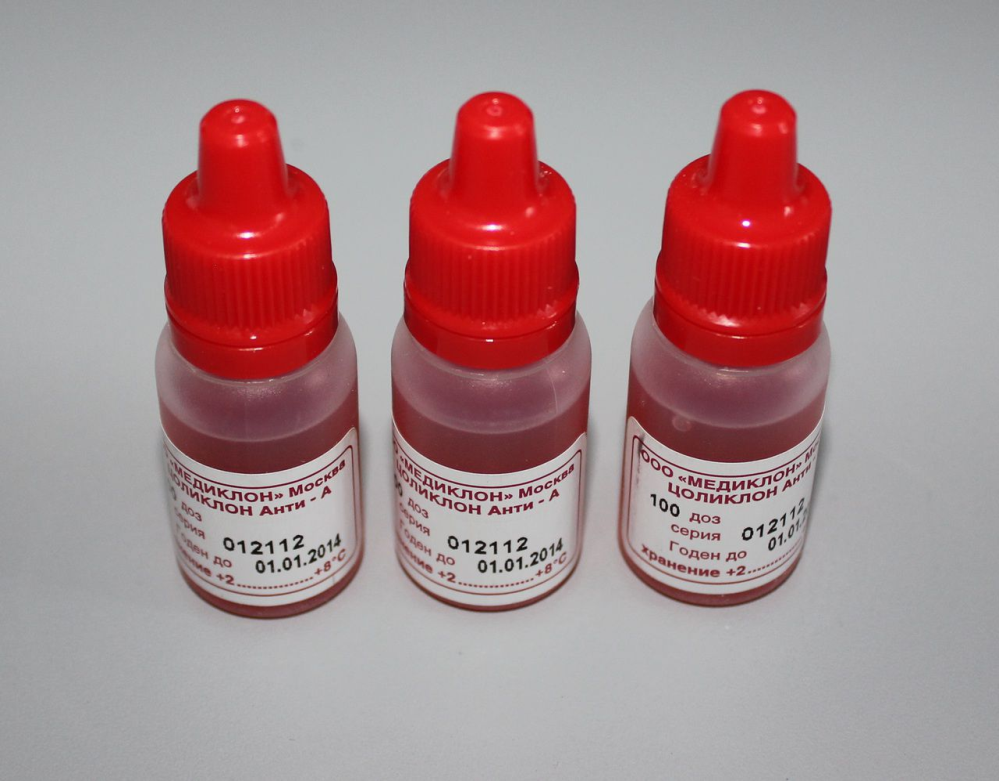 «МЕДИКЛОН» Москва
ЦОЛИКЛОН Анти - А
доз
серия 012112
Годен до 01.01.2014
+2..............+8°С
«МЕДИКЛОН» Москва
ЦОЛИКЛОН Анти - А
доз
серия 012112
Годен до 01.01.2014
хранение +2..............+8°С
ООО «МЕДИКЛОН»
ЦОЛИКЛОН Анти
100 доз
серия 012112
Годен до 01.01.
хранение +2..............